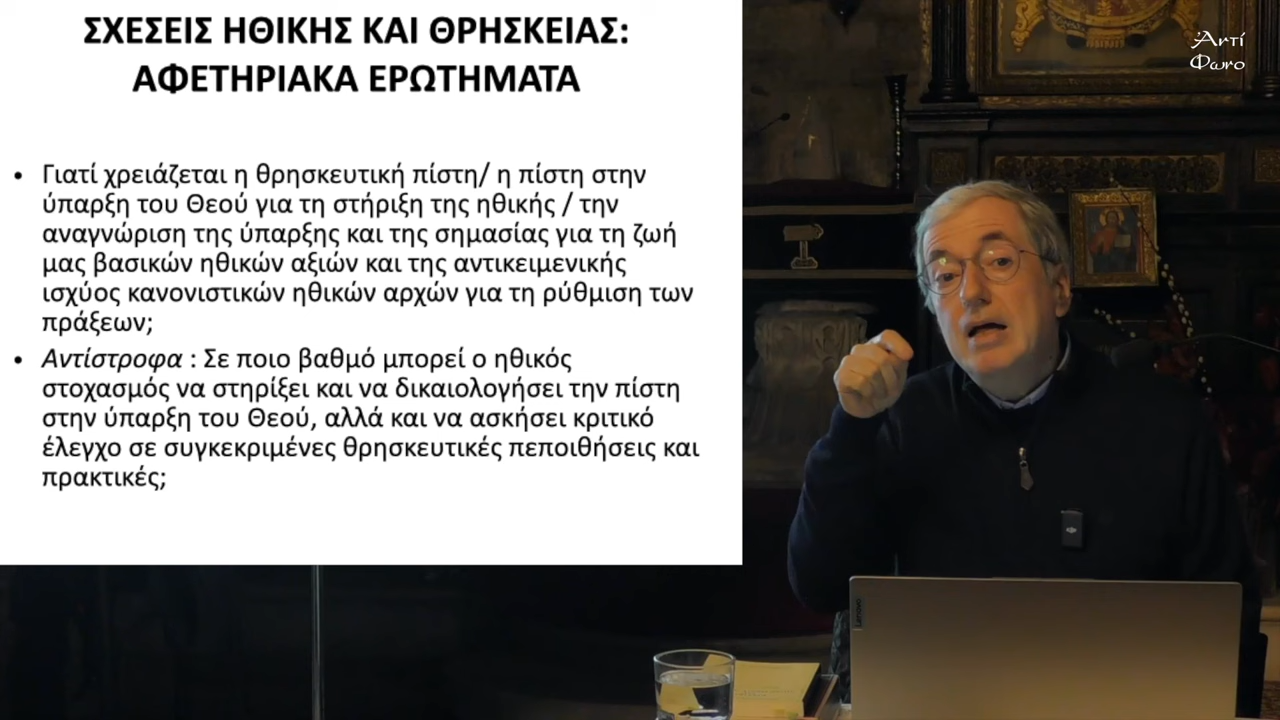 ΣΧΕΣΕΙΣ ΗΘΙΚΗΣ ΚΑΙ ΘΡΗΣΚΕΙΑΣ:
ΑΦΕΤΗΡΙΑΚΑ ΕΡΩΤΗΜΑΤΑ
• Γιατί χρειάζεται η θρησκευτική πίστη/ η πίστη στην
ύπαρξη του Θεού για τη στήριξη της ηθικής / την
αναγνώριση της ύπαρξης και της σημασίας για τη ζωή
μας βασικών ηθικών αξιών και της αντικειμενικής
ισχύος κανονιστικών ηθικών αρχών για τη ρύθμιση των
πράξεων;
• Αντίστροφα : Σε ποιο βαθμό μπορεί ο ηθικός
στοχασμός να στηρίξει και να δικαιολογήσει την πίστη
στην ύπαρξη του Θεού, αλλά και να ασκήσει κριτικό
έλεγχο σε συγκεκριμένες θρησκευτικές πεποιθήσεις και
πρακτικές;
Ἀντί
Φωνο
Lenovo